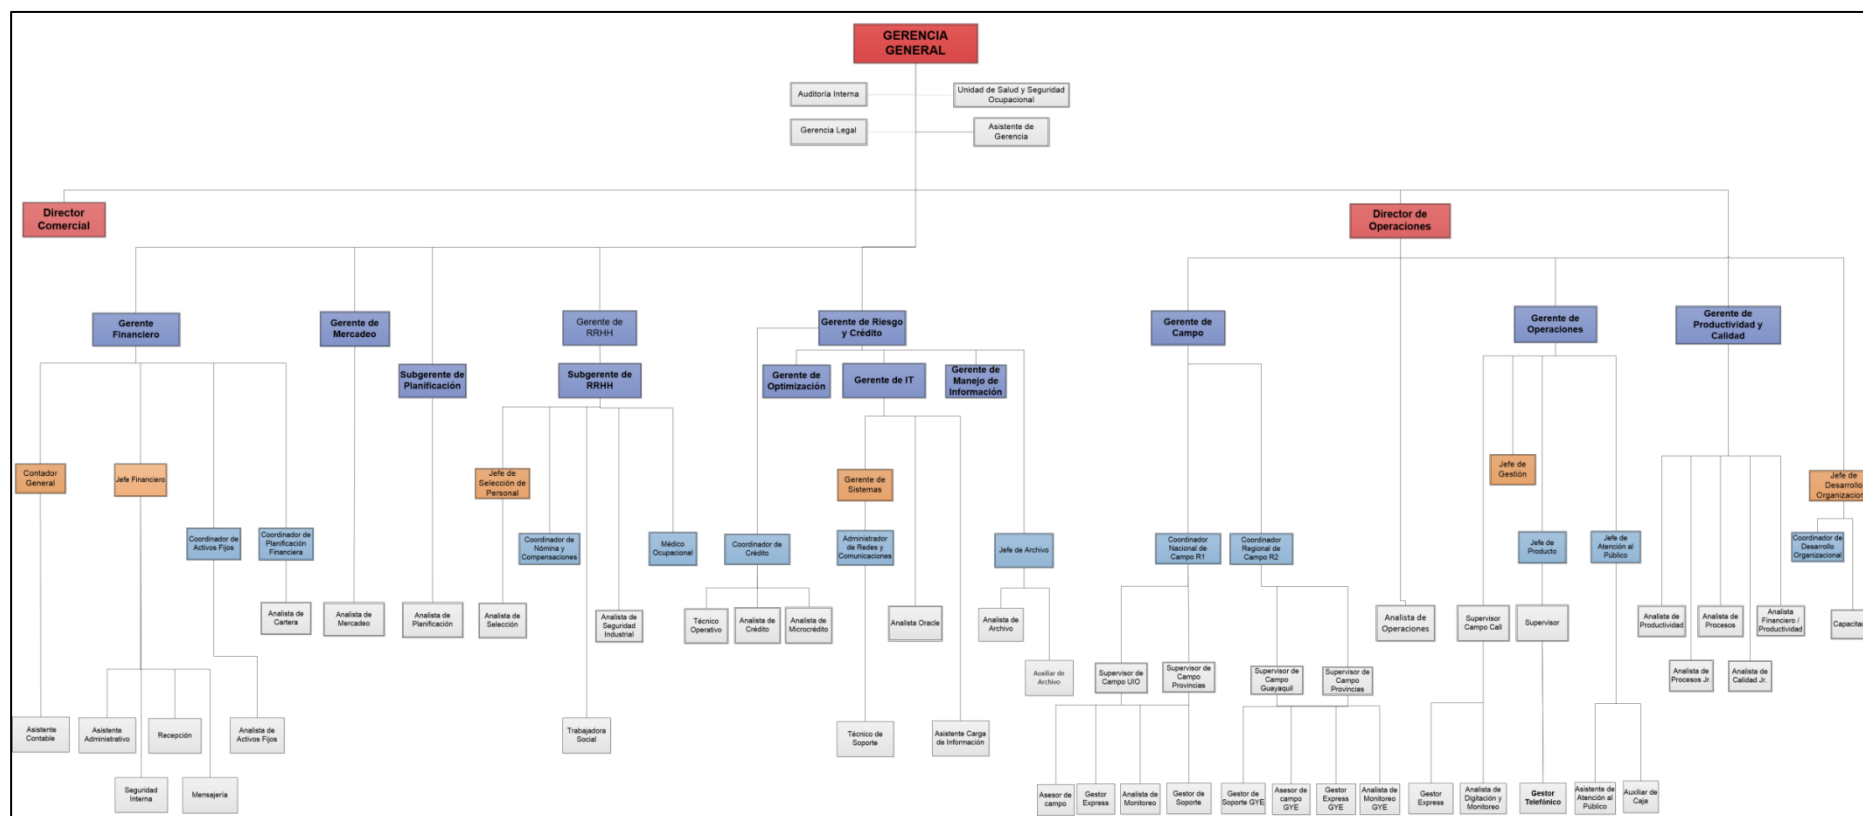 GERENCIA
GENERAL
Auditoría Interna
Unidad de Salud y Seguridad
Ocupacional
Gerencia Legal
Asistente de
Gerencia
Director
Comercial
Director de
Operaciones
Gerente
Financiero
Gerente de
Mercadeo
Gerente de
RRHH
Gerente de Riesgo
y Crédito
Gerente de
Campo
Gerente de
Operaciones
Gerente de
Productividad y
Calidad
Subgerente de
Planificación
Subgerente de
RRHH
Gerente de
Optimización
Gerente de IT
Gerente de
Manejo de
Información
Contador
General
Jefe Financiero
Jefe de
Selección de
Personal
Gerente de
Sistemas
Jefe de
Gestión
Jefe de
Desarrollo
Organizacion
Coordinador de
Activos Fijos
Coordinador de
Planificación
Financiera
Coordinador de
Nómina y
Compensaciones
Médico
Ocupacional
Coordinador de
Crédito
Administrador
de Redes y
Comunicaciones
Jefe de Archivo
Coordinador
Nacional de
Campo R1
Coordinador
Regional de
Campo R2
Jefe de
Producto
Jefe de
Atención al
Público
Coordinador
de Desarrollo
Organizacional
Analista de
Cartera
Analista de
Mercadeo
Analista de
Planificación
Analista de
Selección
Analista de
Seguridad
Industrial
Técnico
Operativo
Analista de
Crédito
Analista de
Microcrédito
Analista Oracle
Analista de
Archivo
Analista de
Operaciones
Supervisor
Campo Call
Supervisor
Analista de
Productividad
Analista de
Procesos
Analista
Financiero /
Productividad
Capacita
Auxiliar de
Archivo
Supervisor de
Campo UIO
Supervisor de
Campo
Provincias
Supervisor de
Campo
Guayaquil
Supervisor de
Campo
Provincias
Analista de
Procesos Jr.
Analista de
Calidad Jr.
Asistente
Contable
Asistente
Administrativo
Recepción
Analista de
Activos Fijos
Trabajadora
Social
Técnico de
Soporte
Asistente Carga
de Información
Seguridad
Interna
Mensajería
Asesor de
campo
Gestor
Express
Analista de
Monitoreo
Gestor de
Soporte
Gestor de
Soporte GYE
Asesor de
campo
GYE
Gestor
Express
GYE
Analista de
Monitoreo
GYE
Gestor
Express
Analista de
Digitación y
Monitoreo
Gestor
Telefónico
Asistente de
Atención al
Público
Auxiliar de
Caja